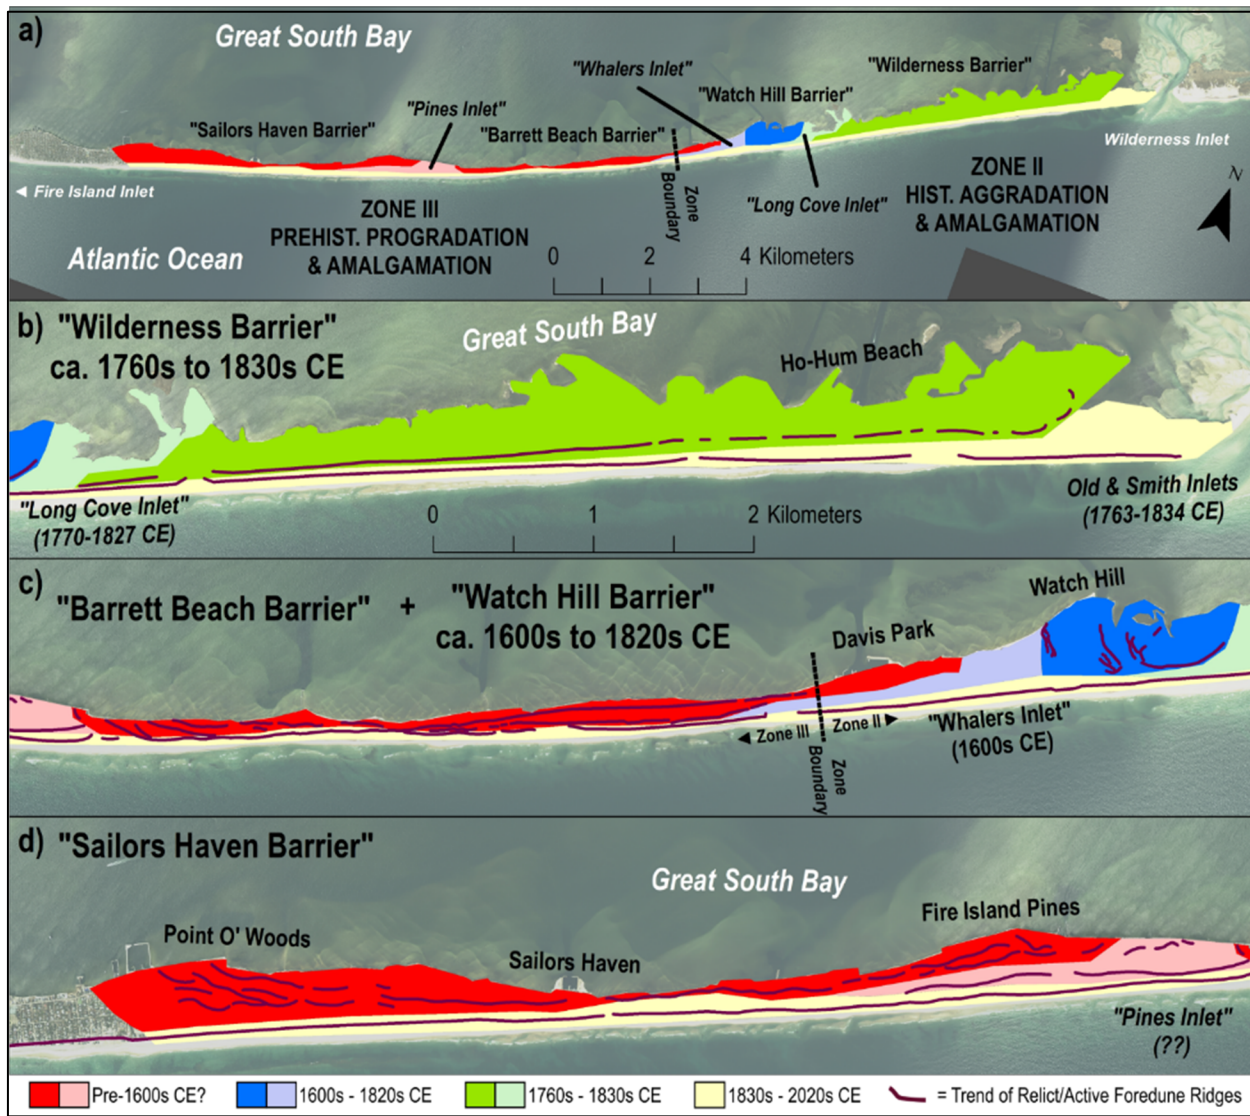 a)
Great South Bay
"Whalers Inlet"
"Wilderness Barrier"
"Watch Hill Barrier"
"Pines Inlet"
"Sailors Haven Barrier"
"Barrett Beach Barrier"
Wilderness Inlet
◄ Fire Island Inlet
Zone
Boundary
"Long Cove Inlet"
ZONE II
HIST. AGGRADATION
& AMALGAMATION
N
ZONE III
PREHIST. PROGRADATION
& AMALGAMATION
Atlantic Ocean
0 2 4 Kilometers
b) "Wilderness Barrier"
ca. 1760s to 1830s CE
Great South Bay
Ho-Hum Beach
"Long Cove Inlet"
(1770-1827 CE)
0 1 2 Kilometers
Old & Smith Inlets
(1763-1834 CE)
c)
"Barrett Beach Barrier" + "Watch Hill Barrier"
ca. 1600s to 1820s CE
Watch Hill
Davis Park
◄ Zone III
Zone II ►
Zone
Boundary
"Whalers Inlet"
(1600s CE)
d) "Sailors Haven Barrier"
Great South Bay
Point O' Woods
Sailors Haven
Fire Island Pines
"Pines Inlet"
(??)
Pre-1600s CE?
1600s - 1820s CE
1760s - 1830s CE
1830s - 2020s CE
= Trend of Relict/Active Foredune Ridges